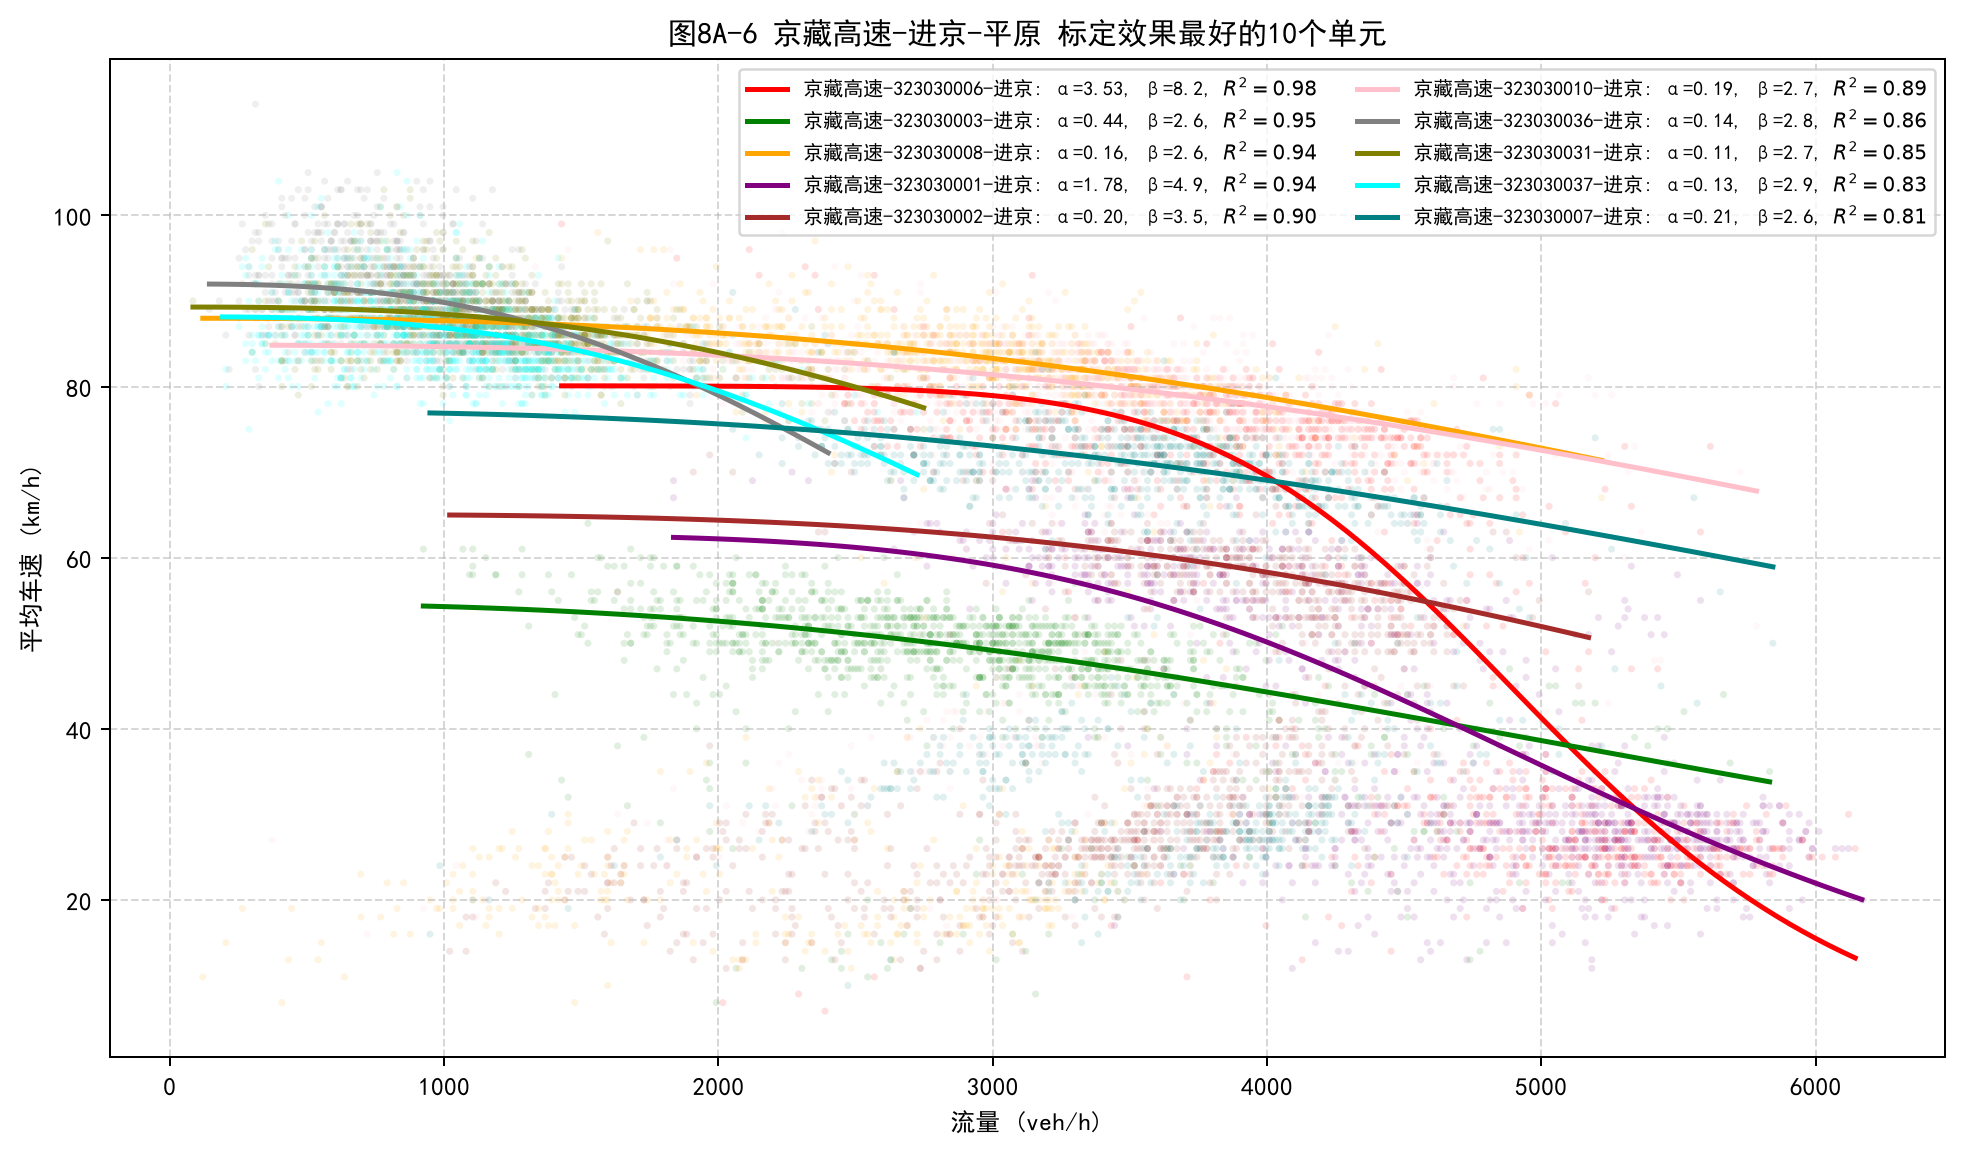 图8A-6 京藏高速-进京-平原 标定效果最好的10个单元
京藏高速-323030006-进京: α=3.53, β=8.2, R² = 0.98
京藏高速-323030003-进京: α=0.44, β=2.6, R² = 0.95
京藏高速-323030008-进京: α=0.16, β=2.6, R² = 0.94
京藏高速-323030001-进京: α=1.78, β=4.9, R² = 0.94
京藏高速-323030002-进京: α=0.20, β=3.5, R² = 0.90
京藏高速-323030010-进京: α=0.19, β=2.7, R² = 0.89
京藏高速-323030036-进京: α=0.14, β=2.8, R² = 0.86
京藏高速-323030031-进京: α=0.11, β=2.7, R² = 0.85
京藏高速-323030037-进京: α=0.13, β=2.9, R² = 0.83
京藏高速-323030007-进京: α=0.21, β=2.6, R² = 0.81
平均车速 (km/h)
100
80
60
40
20
0 1000 2000 3000 4000 5000 6000
流量 (veh/h)